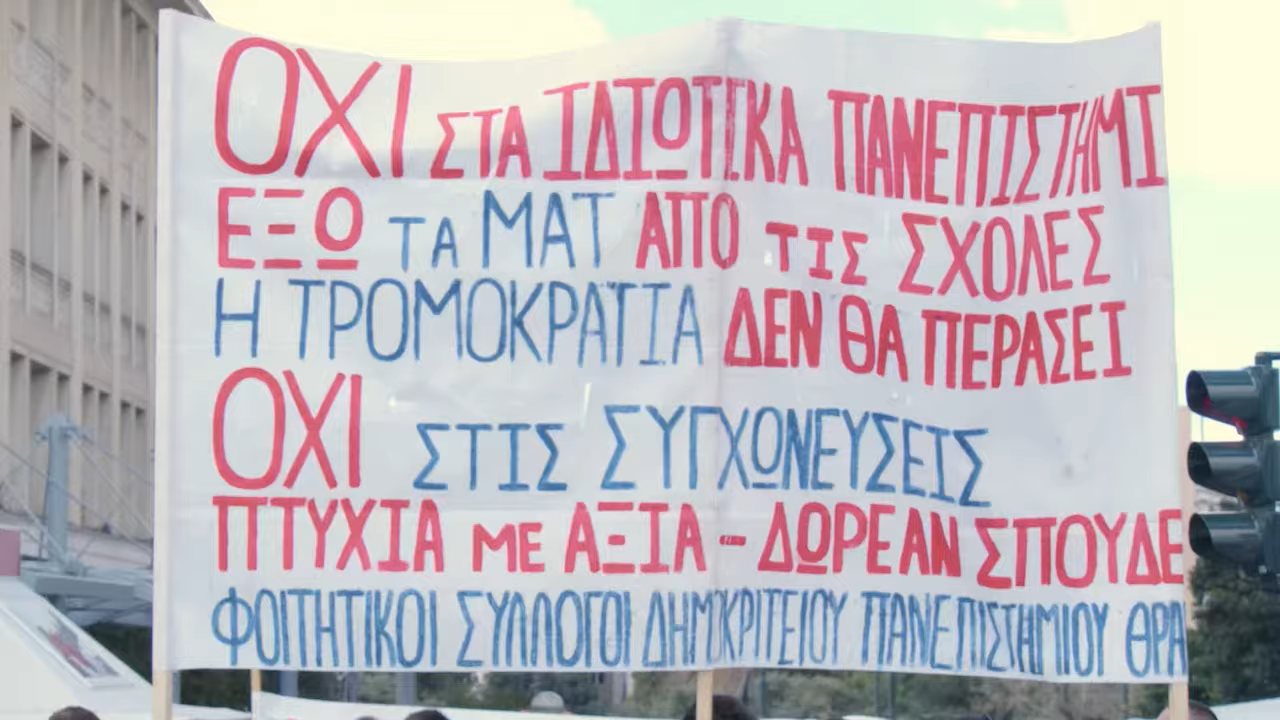 ΟΧΙ ΣΤΑ ΙΔΙΩΤΙΚΑ ΠΑΝΕΠΙΣΤΗΜΙ
ΕΞΩ ΤΑ ΜΑΤ ΑΠΟ ΤΙΣ ΣΧΟΛΕΣ
Η ΤΡΟΜΟΚΡΑΤΙΑ ΔΕΝ ΘΑ ΠΕΡΑΣΕΙ
ΟΧΙ ΣΤΙΣ ΣΥΓΧΩΝΕΥΣΕΙΣ
ΠΤΥΧΙΑ ΜΕ ΑΞΙΑ - ΔΩΡΕΑΝ ΣΠΟΥΔΕ
ΦΟΙΤΗΤΙΚΟΙ ΣΥΛΛΟΓΟΙ ΔΗΜΟΚΡΙΤΕΙΟΥ ΠΑΝΕΠΙΣΤΗΜΙΟΥ ΘΡΑ